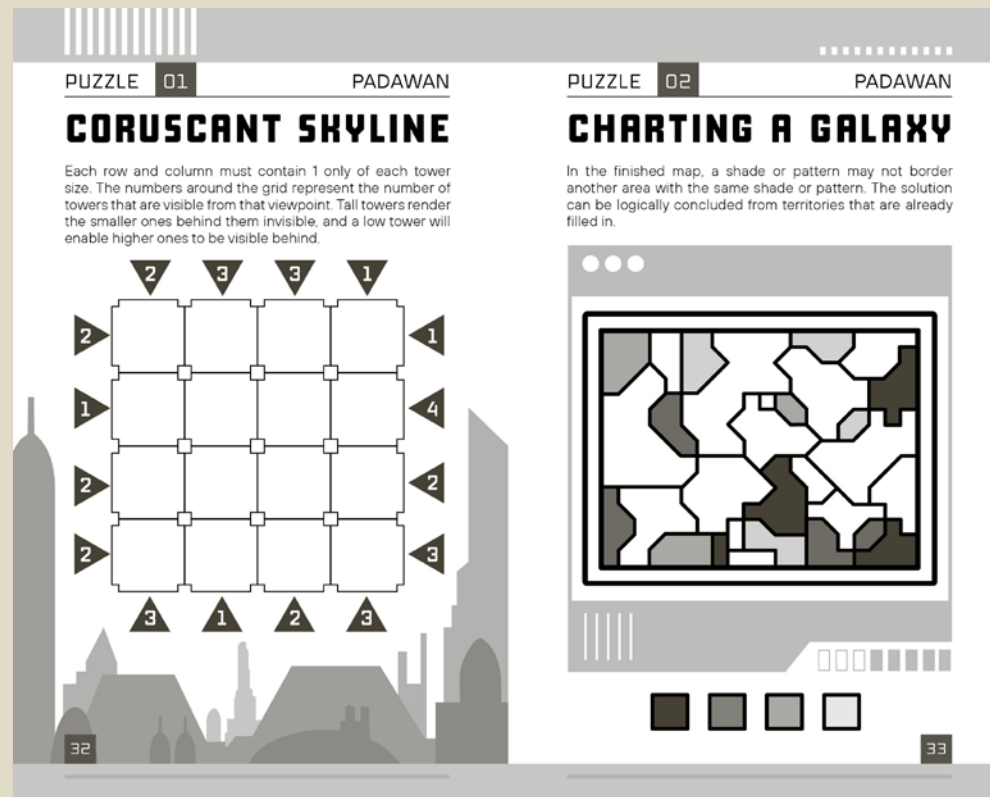 PUZZLE 01 PADAWAN
CORUSCANT SKYLINE
Each row and column must contain 1 only of each tower
size. The numbers around the grid represent the number of
towers that are visible from that viewpoint. Tall towers render
the smaller ones behind them invisible, and a low tower will
enable higher ones to be visible behind.
2 3 3 1
2 1
1 4
2 2
2 3
3 1 2 3
32
PUZZLE 02 PADAWAN
CHARTING A GALAXY
In the finished map, a shade or pattern may not border
another area with the same shade or pattern. The solution
can be logically concluded from territories that are already
filled in.
33